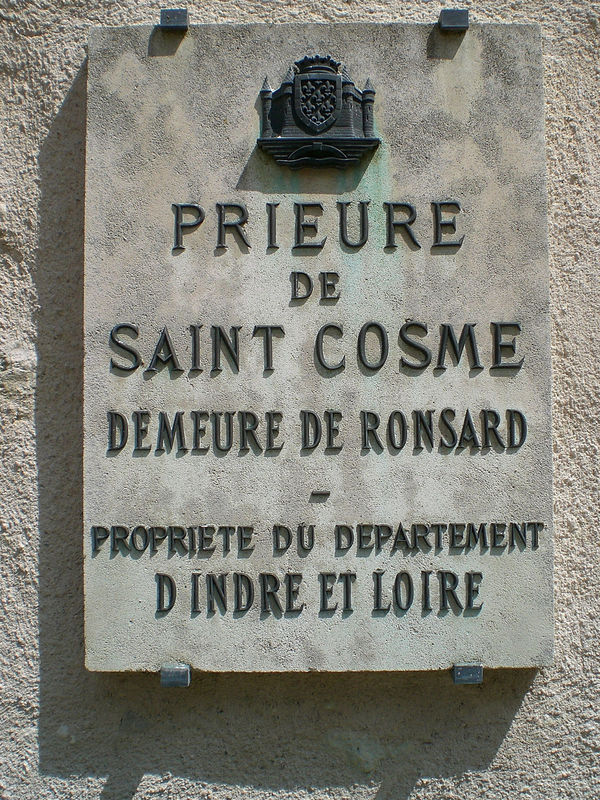 PRIEURE
DE
SAINT COSME
DEMEURE DE RONSARD
-
PROPRIETE DU DEPARTEMENT
D INDRE ET LOIRE